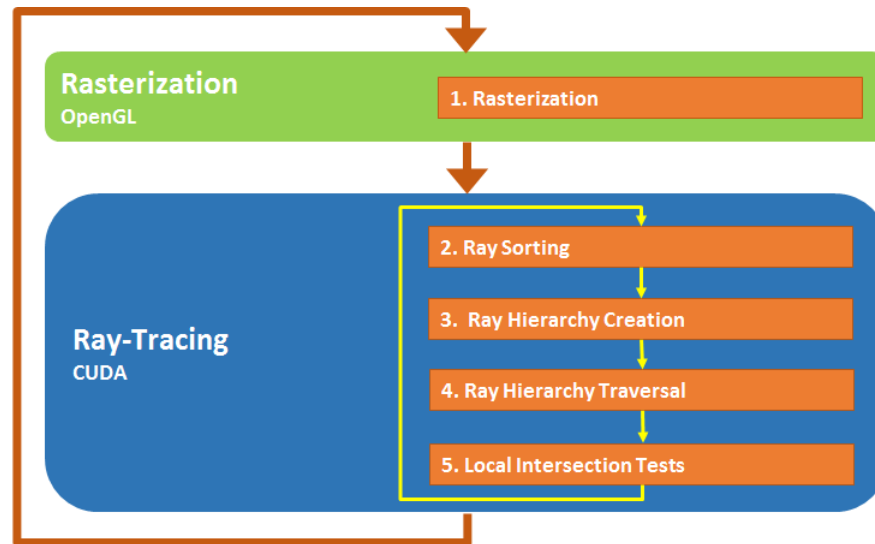 Rasterization
OpenGL
1. Rasterization
Ray-Tracing
CUDA
2. Ray Sorting
3. Ray Hierarchy Creation
4. Ray Hierarchy Traversal
5. Local Intersection Tests